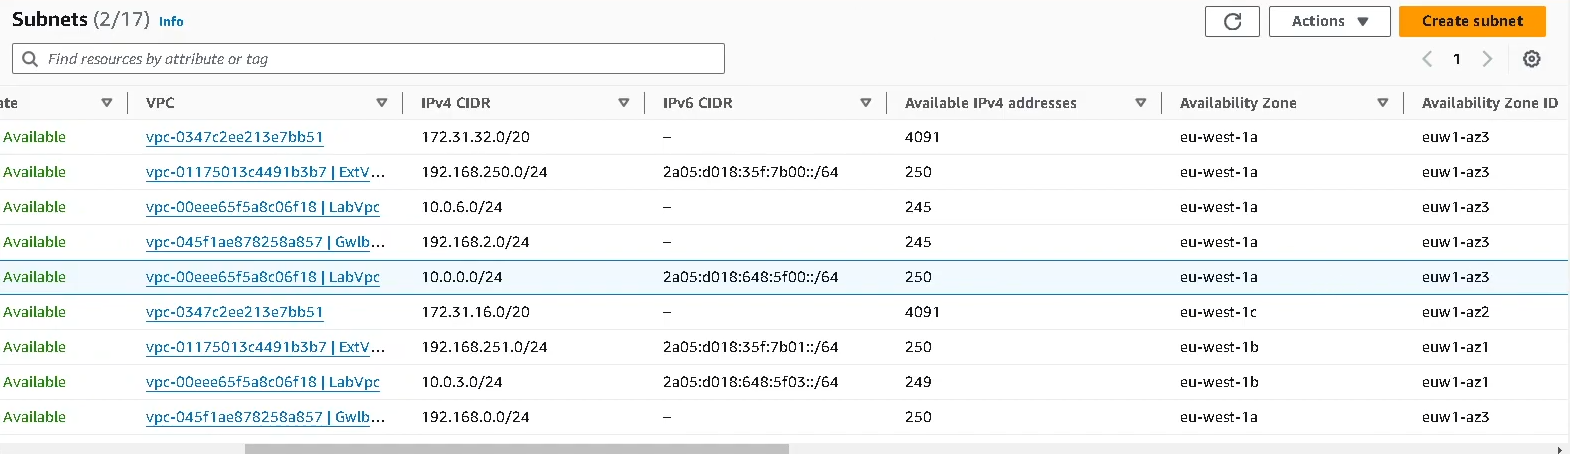 Subnets (2/17) Info Actions Create subnet
Find resources by attribute or tag 1
ate VPC IPv4 CIDR IPv6 CIDR Available IPv4 addresses Availability Zone Availability Zone ID
Available vpc-0347c2ee213e7bb51 172.31.32.0/20 – 4091 eu-west-1a euw1-az3
Available vpc-01175013c4491b3b7 | ExtV... 192.168.250.0/24 2a05:d018:35f:7b00::/64 250 eu-west-1a euw1-az3
Available vpc-00eee65f5a8c06f18 | LabVpc 10.0.6.0/24 – 245 eu-west-1a euw1-az3
Available vpc-045f1ae878258a857 | Gwlb... 192.168.2.0/24 – 245 eu-west-1a euw1-az3
Available vpc-00eee65f5a8c06f18 | LabVpc 10.0.0.0/24 2a05:d018:648:5f00::/64 250 eu-west-1a euw1-az3
Available vpc-0347c2ee213e7bb51 172.31.16.0/20 – 4091 eu-west-1c euw1-az2
Available vpc-01175013c4491b3b7 | ExtV... 192.168.251.0/24 2a05:d018:35f:7b01::/64 250 eu-west-1b euw1-az1
Available vpc-00eee65f5a8c06f18 | LabVpc 10.0.3.0/24 2a05:d018:648:5f03::/64 249 eu-west-1b euw1-az1
Available vpc-045f1ae878258a857 | Gwlb... 192.168.0.0/24 – 250 eu-west-1a euw1-az3